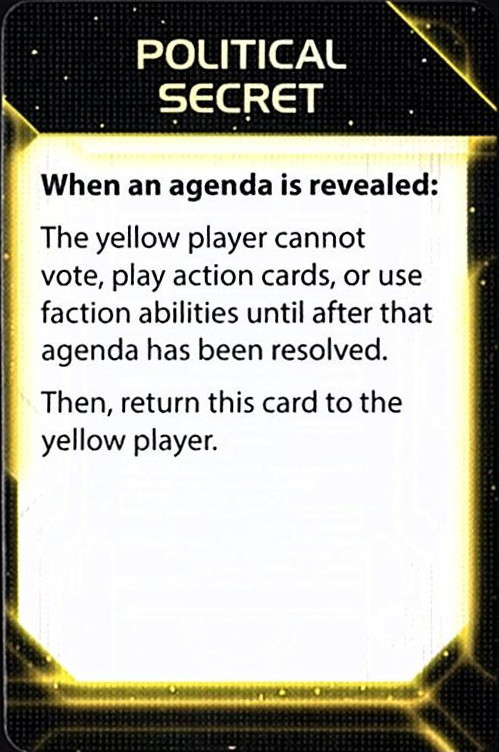 POLITICAL
SECRET
When an agenda is revealed:
The yellow player cannot
vote, play action cards, or use
faction abilities until after that
agenda has been resolved.
Then, return this card to the
yellow player.